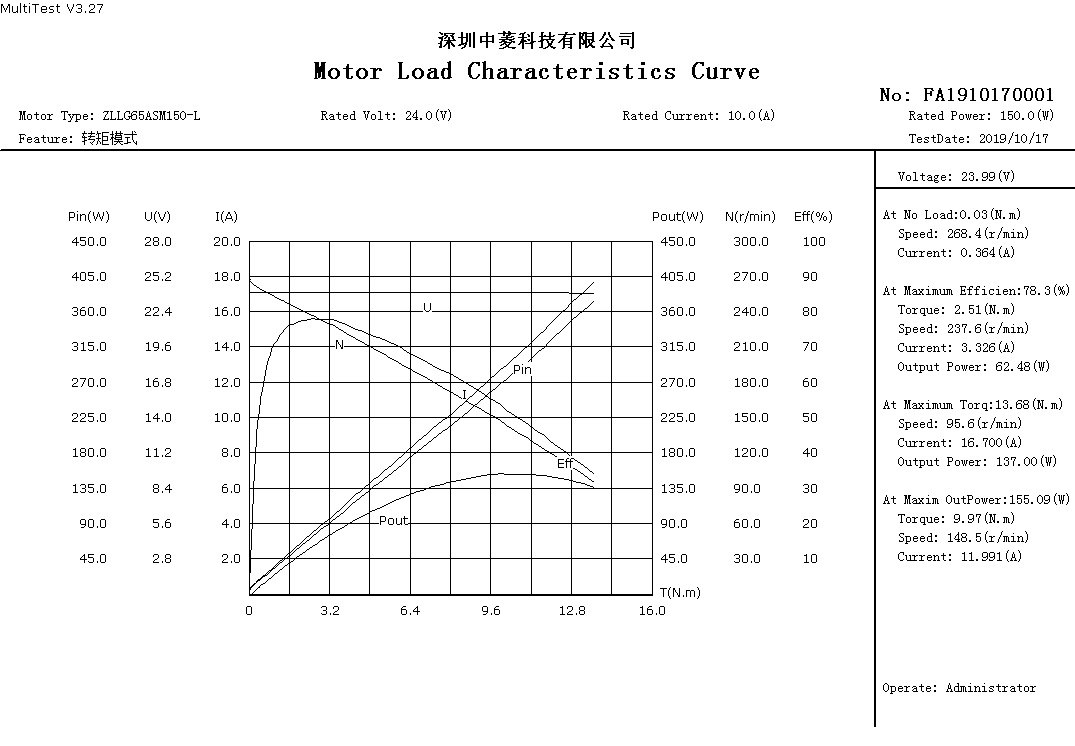 MultiTest V3.27
深圳中菱科技有限公司
Motor Load Characteristics Curve
No: FA1910170001
Motor Type: ZLLG65ASM150-L Rated Volt: 24.0(V) Rated Current: 10.0(A) Rated Power: 150.0(W)
Feature: 转矩模式 TestDate: 2019/10/17
Voltage: 23.99(V)
Pin(W) U(V) I(A) Pout(W) N(r/min) Eff(%)
450.0 28.0 20.0 450.0 300.0 100
405.0 25.2 18.0 405.0 270.0 90
360.0 22.4 16.0 360.0 240.0 80
315.0 19.6 14.0 315.0 210.0 70
270.0 16.8 12.0 270.0 180.0 60
225.0 14.0 10.0 225.0 150.0 50
180.0 11.2 8.0 180.0 120.0 40
135.0 8.4 6.0 135.0 90.0 30
90.0 5.6 4.0 90.0 60.0 20
45.0 2.8 2.0 45.0 30.0 10
U
N
Pin
I
Eff
Pout
T(N.m)
0 3.2 6.4 9.6 12.8 16.0
At No Load:0.03(N.m)
Speed: 268.4(r/min)
Current: 0.364(A)
At Maximum Efficien:78.3(%)
Torque: 2.51(N.m)
Speed: 237.6(r/min)
Current: 3.326(A)
Output Power: 62.48(W)
At Maximum Torq:13.68(N.m)
Speed: 95.6(r/min)
Current: 16.700(A)
Output Power: 137.00(W)
At Maxim OutPower:155.09(W)
Torque: 9.97(N.m)
Speed: 148.5(r/min)
Current: 11.991(A)
Operate: Administrator